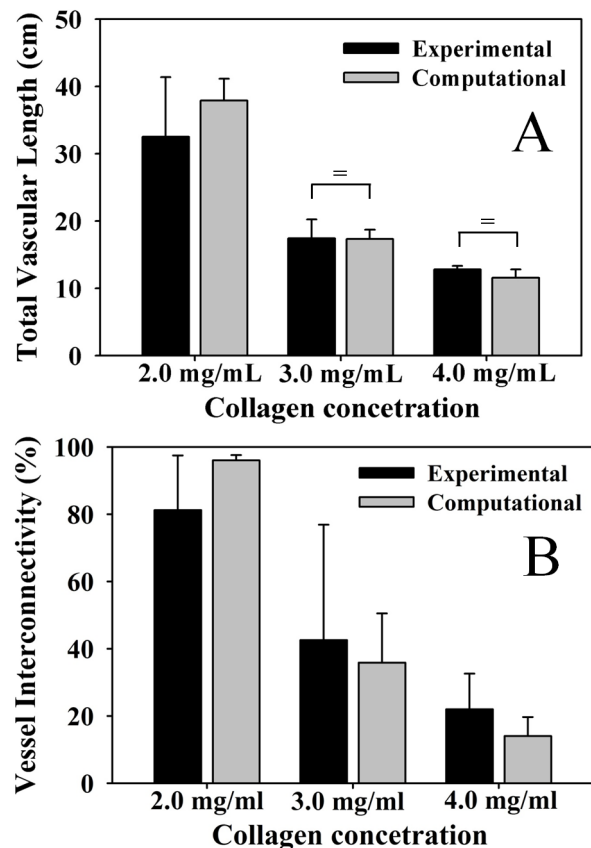 Total Vascular Length (cm)
50
40
30
20
10
0
Experimental
Computational
A
=
=
2.0 mg/mL 3.0 mg/mL 4.0 mg/mL
Collagen concetration
Vessel Interconnectivity (%)
100
80
60
40
20
0
Experimental
Computational
B
2.0 mg/ml 3.0 mg/ml 4.0 mg/ml
Collagen concetration